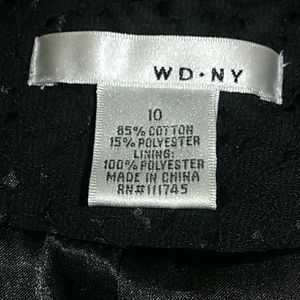 WD·NY
10
85% COTTON
15% POLYESTER
LINING:
100% POLYESTER
MADE IN CHINA
RN#111745